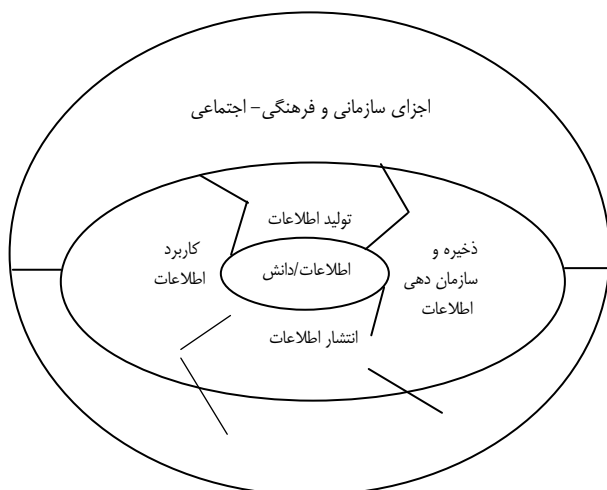 اجزای سازمانی و فرهنگی- اجتماعی
تولید اطلاعات
ذخیره و
سازمان دهی
اطلاعات
اطلاعات/دانش
کاربرد
اطلاعات
انتشار اطلاعات